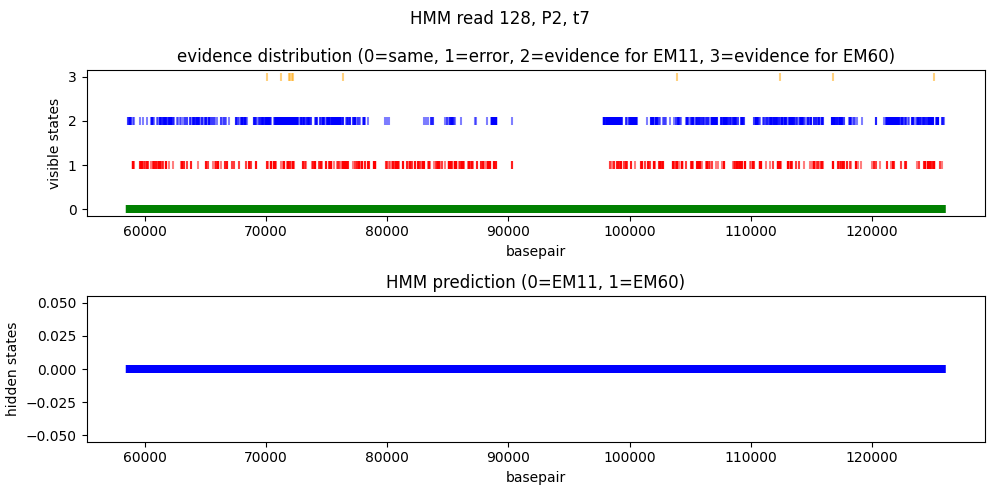 HMM read 128, P2, t7
evidence distribution (0=same, 1=error, 2=evidence for EM11, 3=evidence for EM60)
visible states
3
2
1
0
60000 70000 80000 90000 100000 110000 120000
basepair
HMM prediction (0=EM11, 1=EM60)
hidden states
0.050
0.025
0.000
−0.025
−0.050
60000 70000 80000 90000 100000 110000 120000
basepair